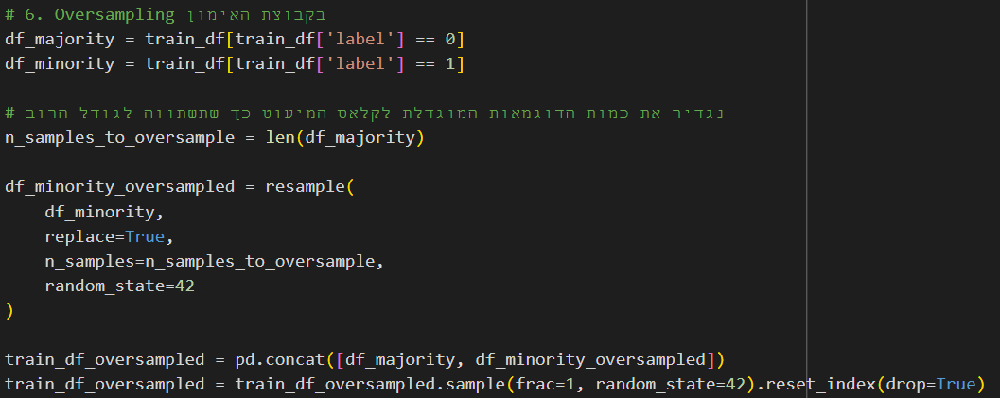 # 6. Oversampling בקבוצת האימון
df_majority = train_df[train_df['label'] == 0]
df_minority = train_df[train_df['label'] == 1]
# נגדיר את כמות הדוגמאות המוגדלת לקלאס המיעוט כך שתשתווה לגודל הרוב
n_samples_to_oversample = len(df_majority)
df_minority_oversampled = resample(
    df_minority,
    replace=True,
    n_samples=n_samples_to_oversample,
    random_state=42
)
train_df_oversampled = pd.concat([df_majority, df_minority_oversampled])
train_df_oversampled = train_df_oversampled.sample(frac=1, random_state=42).reset_index(drop=True)